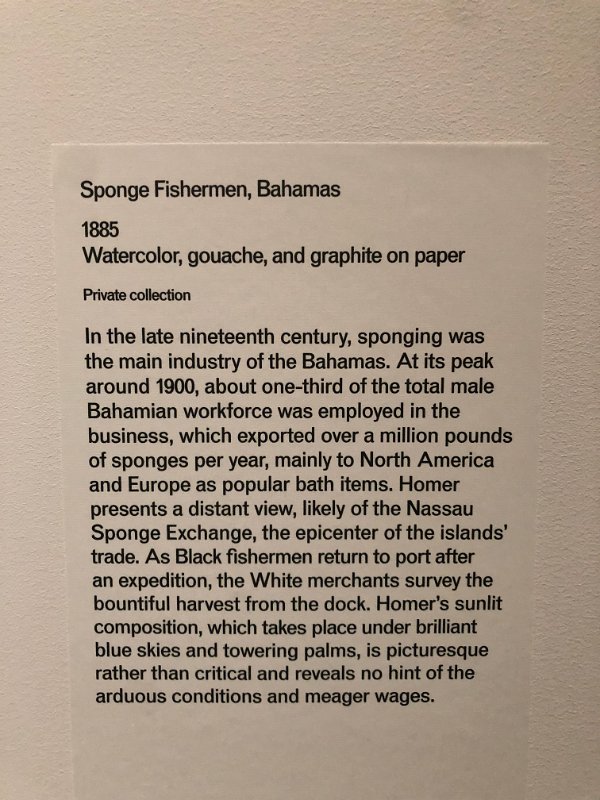 Sponge Fishermen, Bahamas
1885
Watercolor, gouache, and graphite on paper
Private collection
In the late nineteenth century, sponging was
the main industry of the Bahamas. At its peak
around 1900, about one-third of the total male
Bahamian workforce was employed in the
business, which exported over a million pounds
of sponges per year, mainly to North America
and Europe as popular bath items. Homer
presents a distant view, likely of the Nassau
Sponge Exchange, the epicenter of the islands’
trade. As Black fishermen return to port after
an expedition, the White merchants survey the
bountiful harvest from the dock. Homer’s sunlit
composition, which takes place under brilliant
blue skies and towering palms, is picturesque
rather than critical and reveals no hint of the
arduous conditions and meager wages.